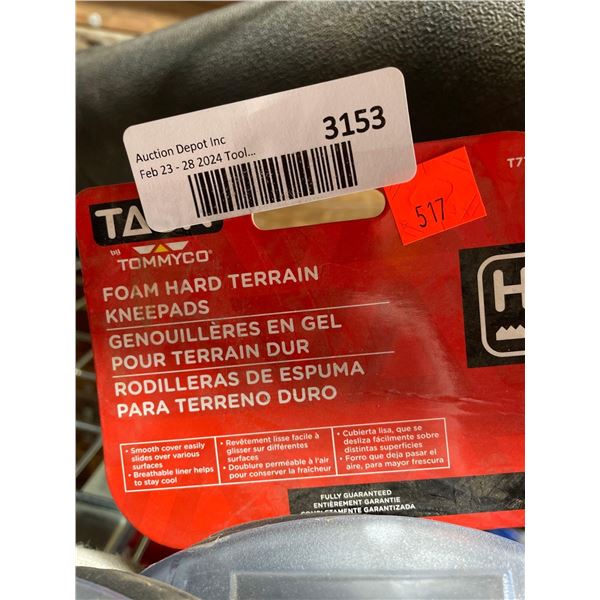 Auction Depot Inc
Feb 23 - 28 2024 Tool...
3153
517
by
TOMMYCO®
FOAM HARD TERRAIN
KNEEPADS
GENOUILLÈRES EN GEL
POUR TERRAIN DUR
RODILLERAS DE ESPUMA
PARA TERRENO DURO
• Smooth cover easily
slides over various
surfaces
• Breathable liner helps
to stay cool
• Revêtement lisse facile à
glisser sur différentes
surfaces
• Doublure perméable à l'air
pour conserver la fraîcheur
• Cubierta lisa, que se
desliza fácilmente sobre
distintas superficies
• Forro que deja pasar el
aire, para mayor frescura
FULLY GUARANTEED
ENTIÈREMENT GARANTIE
COMPLETAMENTE GARANTIZADA